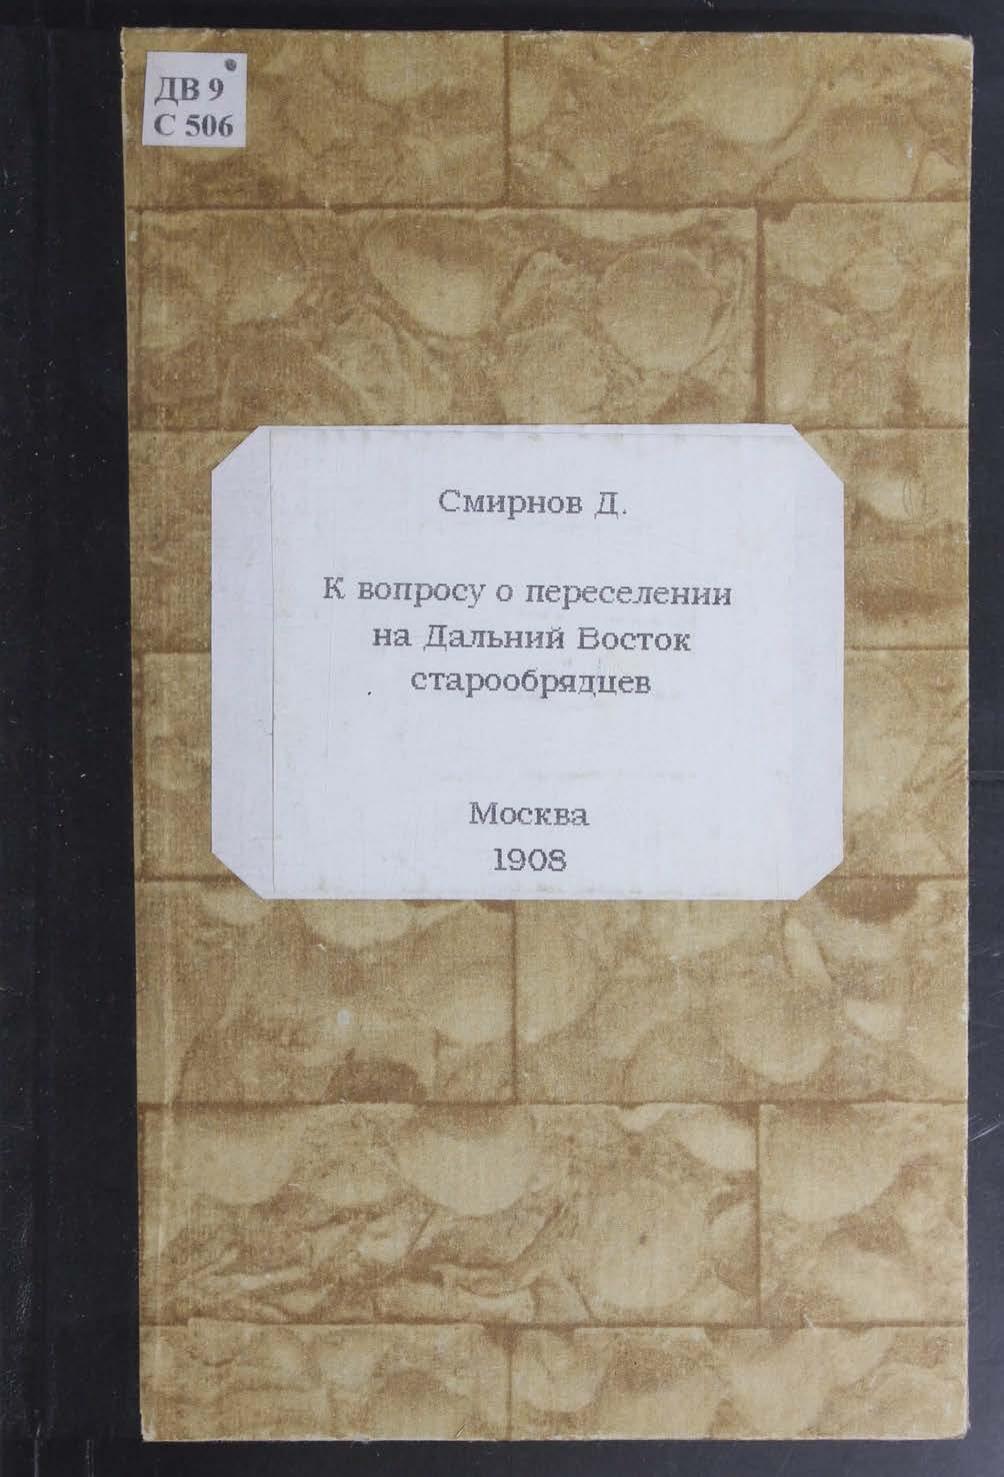 ДВ 9
С 506
Смирнов Д.
К вопросу о переселении
на Дальний Восток
старообрядцев
Москва
1908